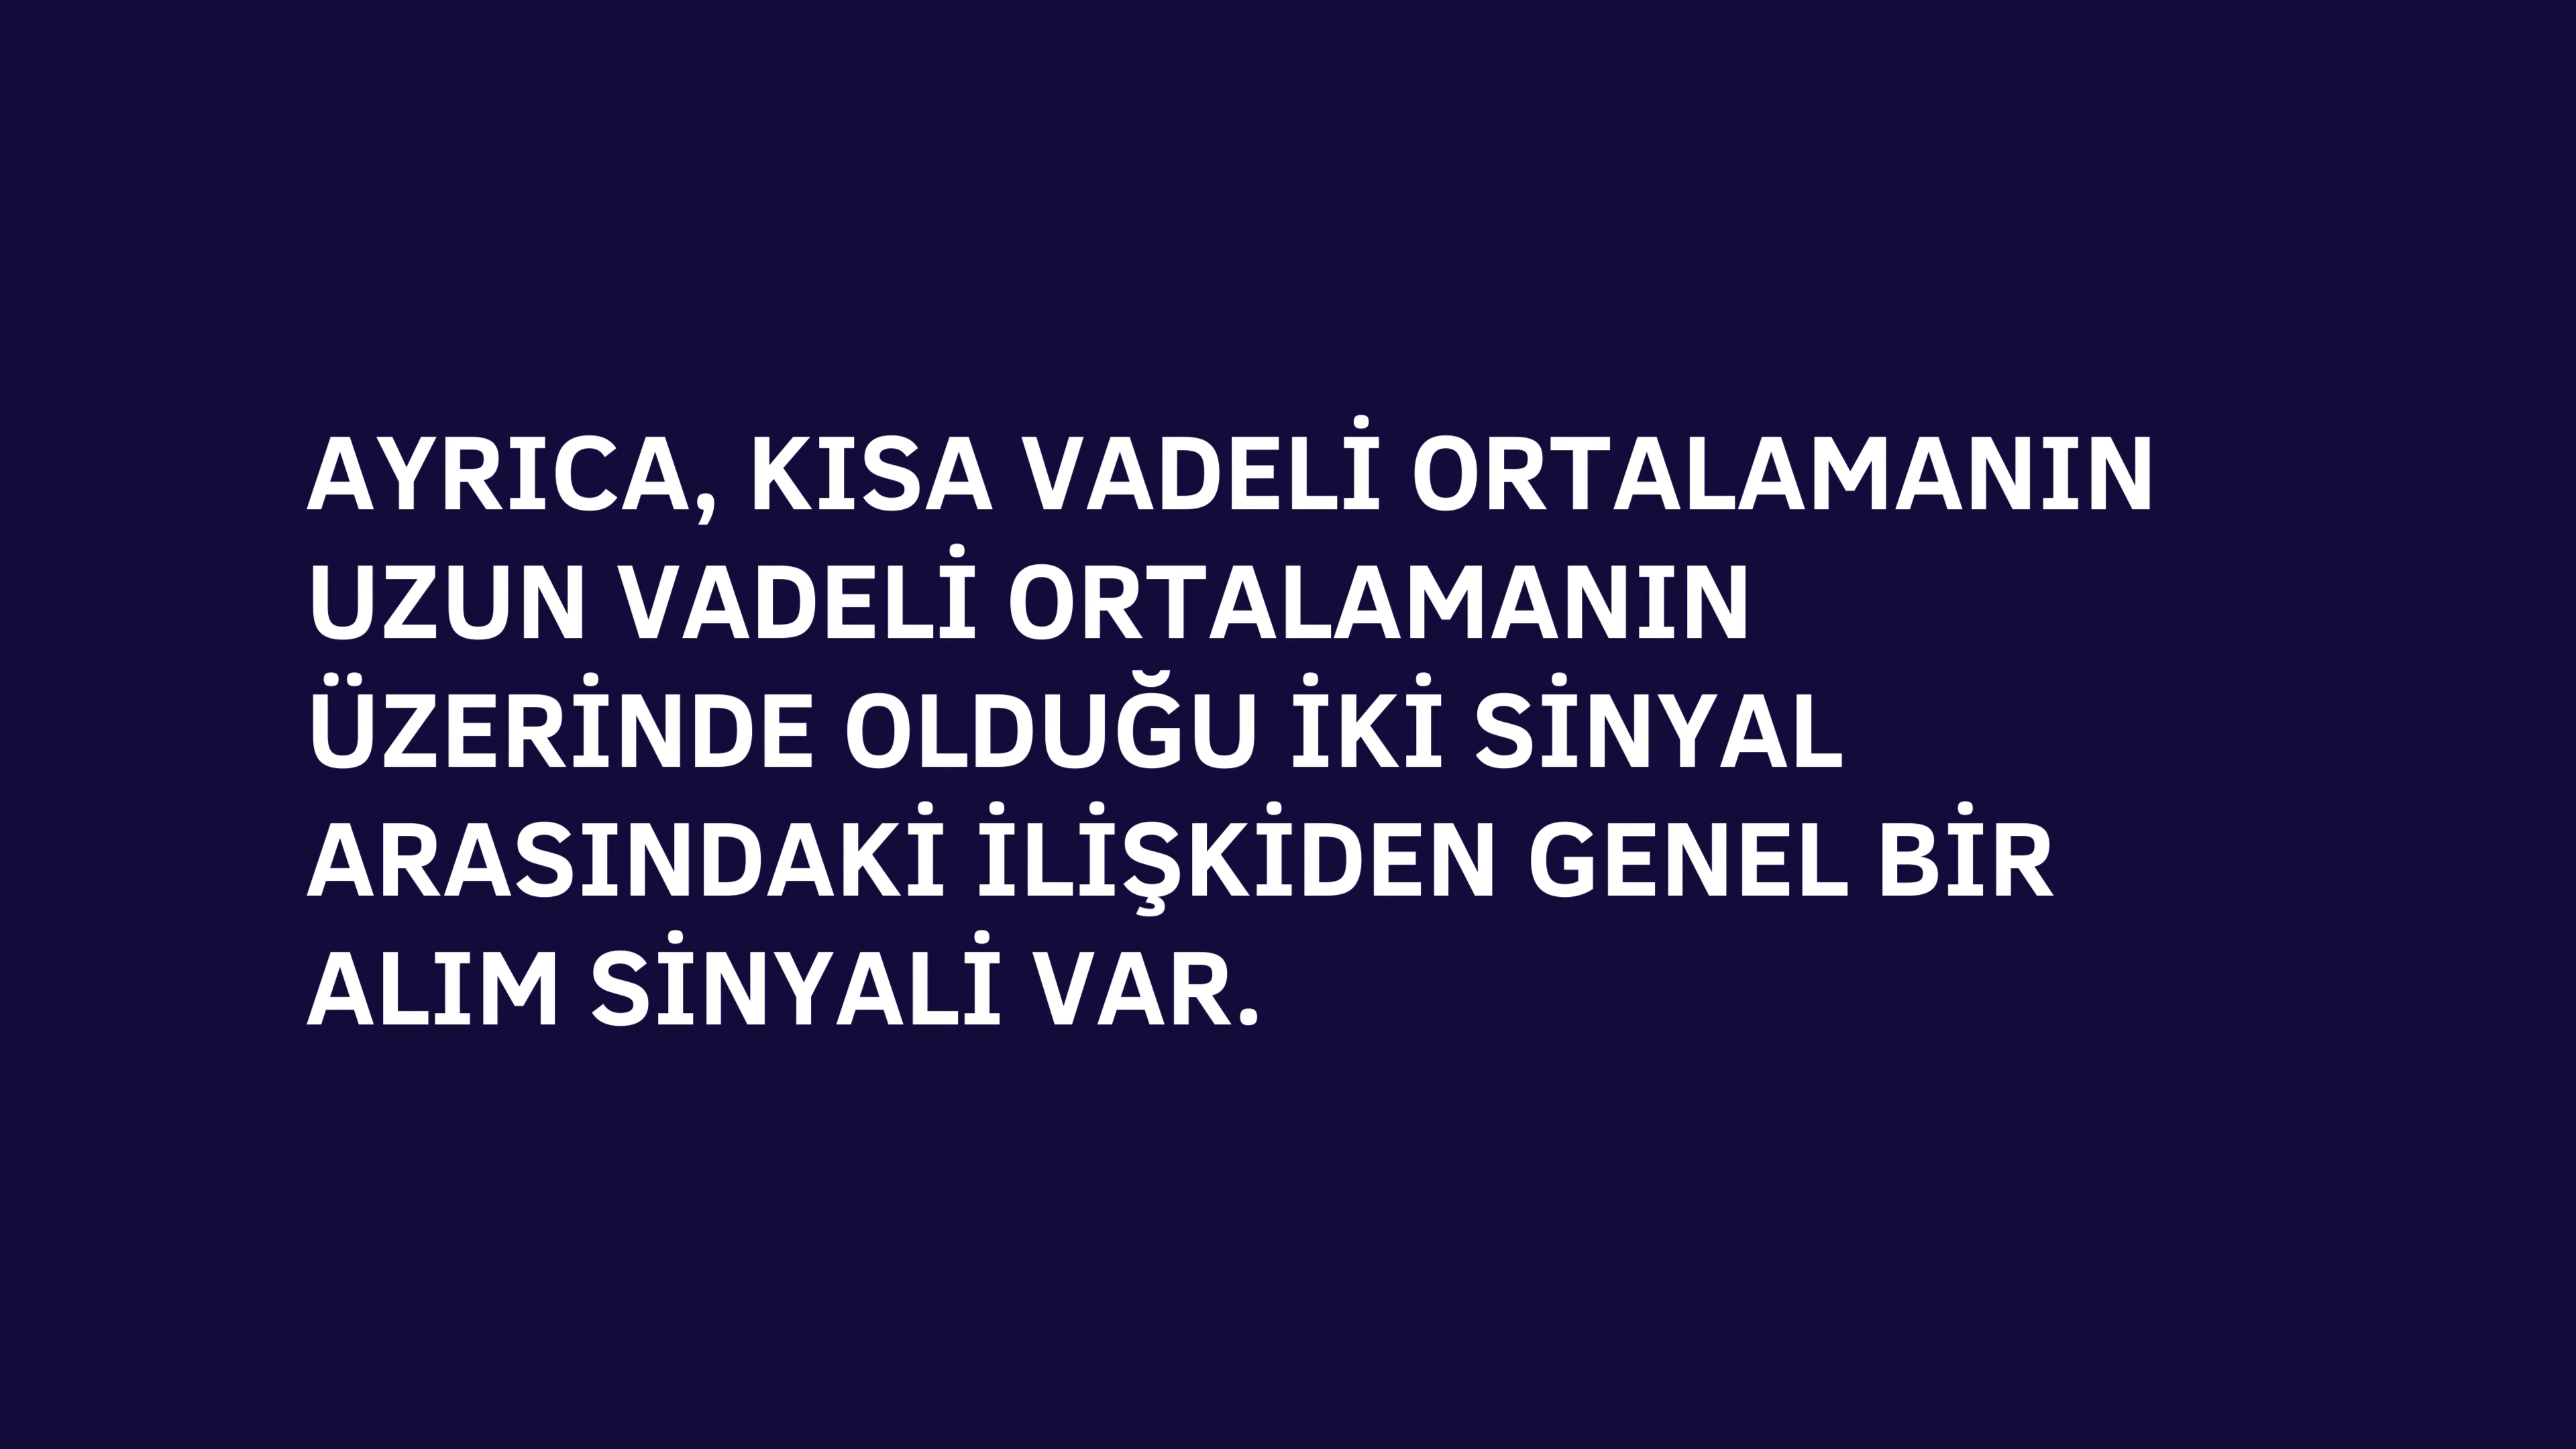 AYRICA, KISA VADELİ ORTALAMANIN
UZUN VADELİ ORTALAMANIN
ÜZERİNDE OLDUĞU İKİ SİNYAL
ARASINDAKİ İLİŞKİDEN GENEL BİR
ALIM SİNYALİ VAR.